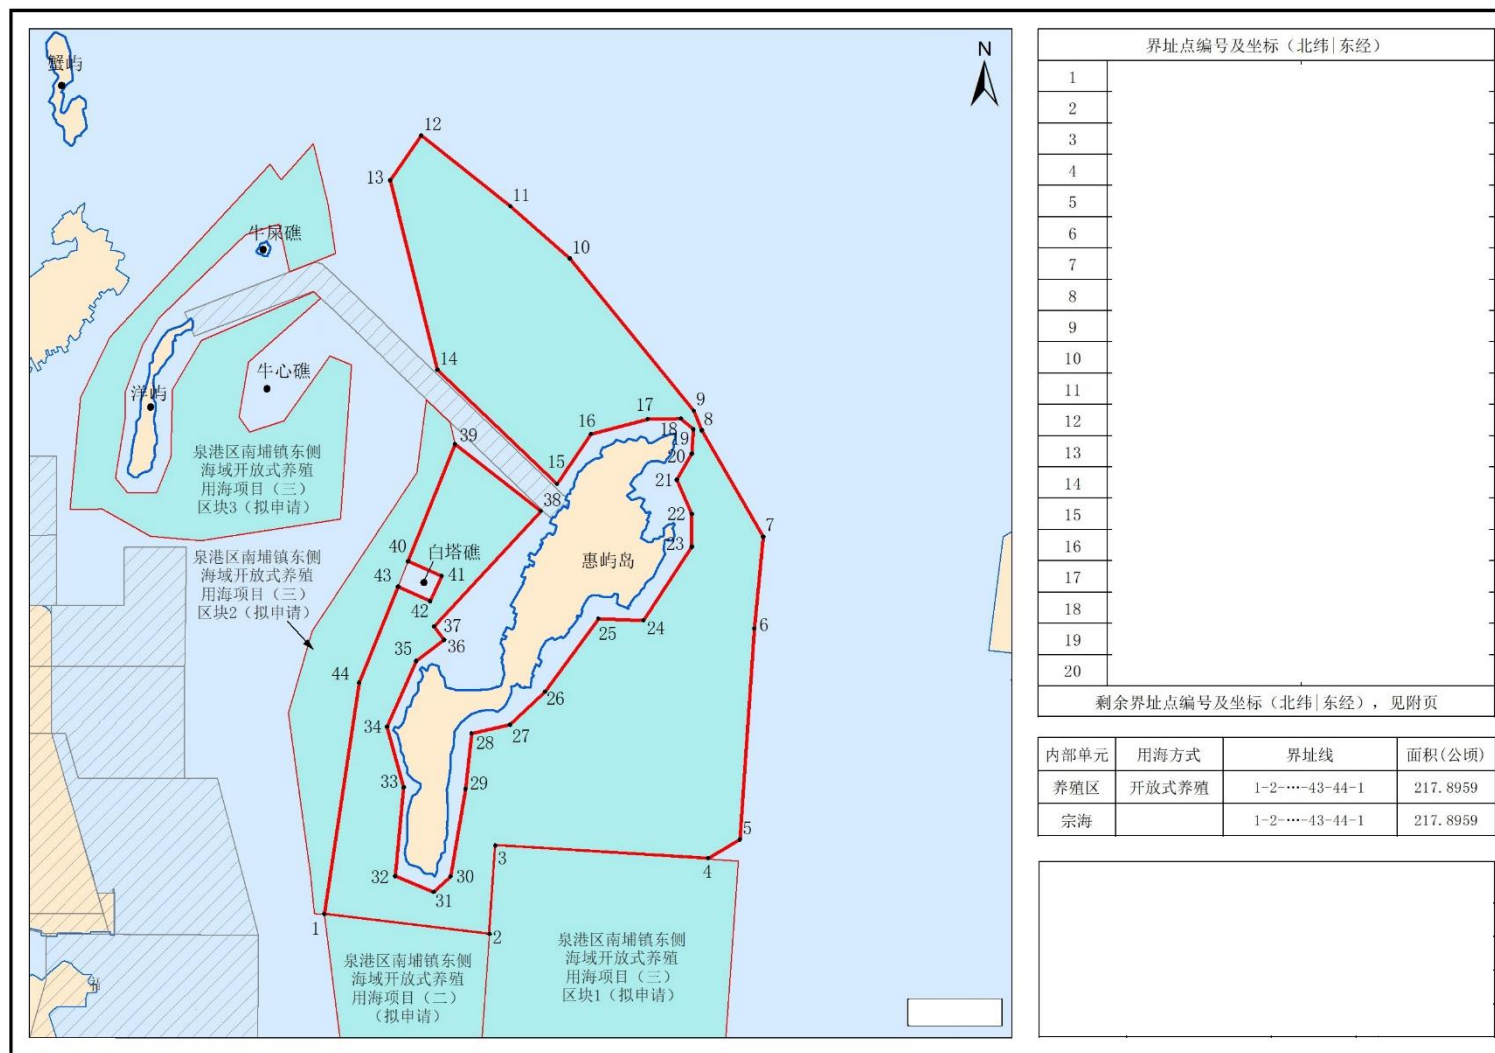 蟹屿
N
12
13
11
牛屎礁
10
14
牛心礁
洋屿
9
8
17
16
18
19
39
20
15
21
38
22
泉港区南埔镇东侧
海域开放式养殖
用海项目（三）
区块3（拟申请）
7
23
泉港区南埔镇东侧
海域开放式养殖
用海项目（三）
区块2（拟申请）
40
白塔礁
惠屿岛
43
41
42
25
24
6
37
36
35
44
26
34
27
28
33
29
5
3
4
32
30
31
1
2
泉港区南埔镇东侧
海域开放式养殖
用海项目（三）
区块1（拟申请）
泉港区南埔镇东侧
海域开放式养殖
用海项目（二）
（拟申请）
界址点编号及坐标（北纬|东经）
1
2
3
4
5
6
7
8
9
10
11
12
13
14
15
16
17
18
19
20
剩余界址点编号及坐标（北纬|东经），见附页
内部单元 用海方式 界址线 面积(公顷)
养殖区 开放式养殖 1-2-…-43-44-1 217.8959
宗海 1-2-…-43-44-1 217.8959